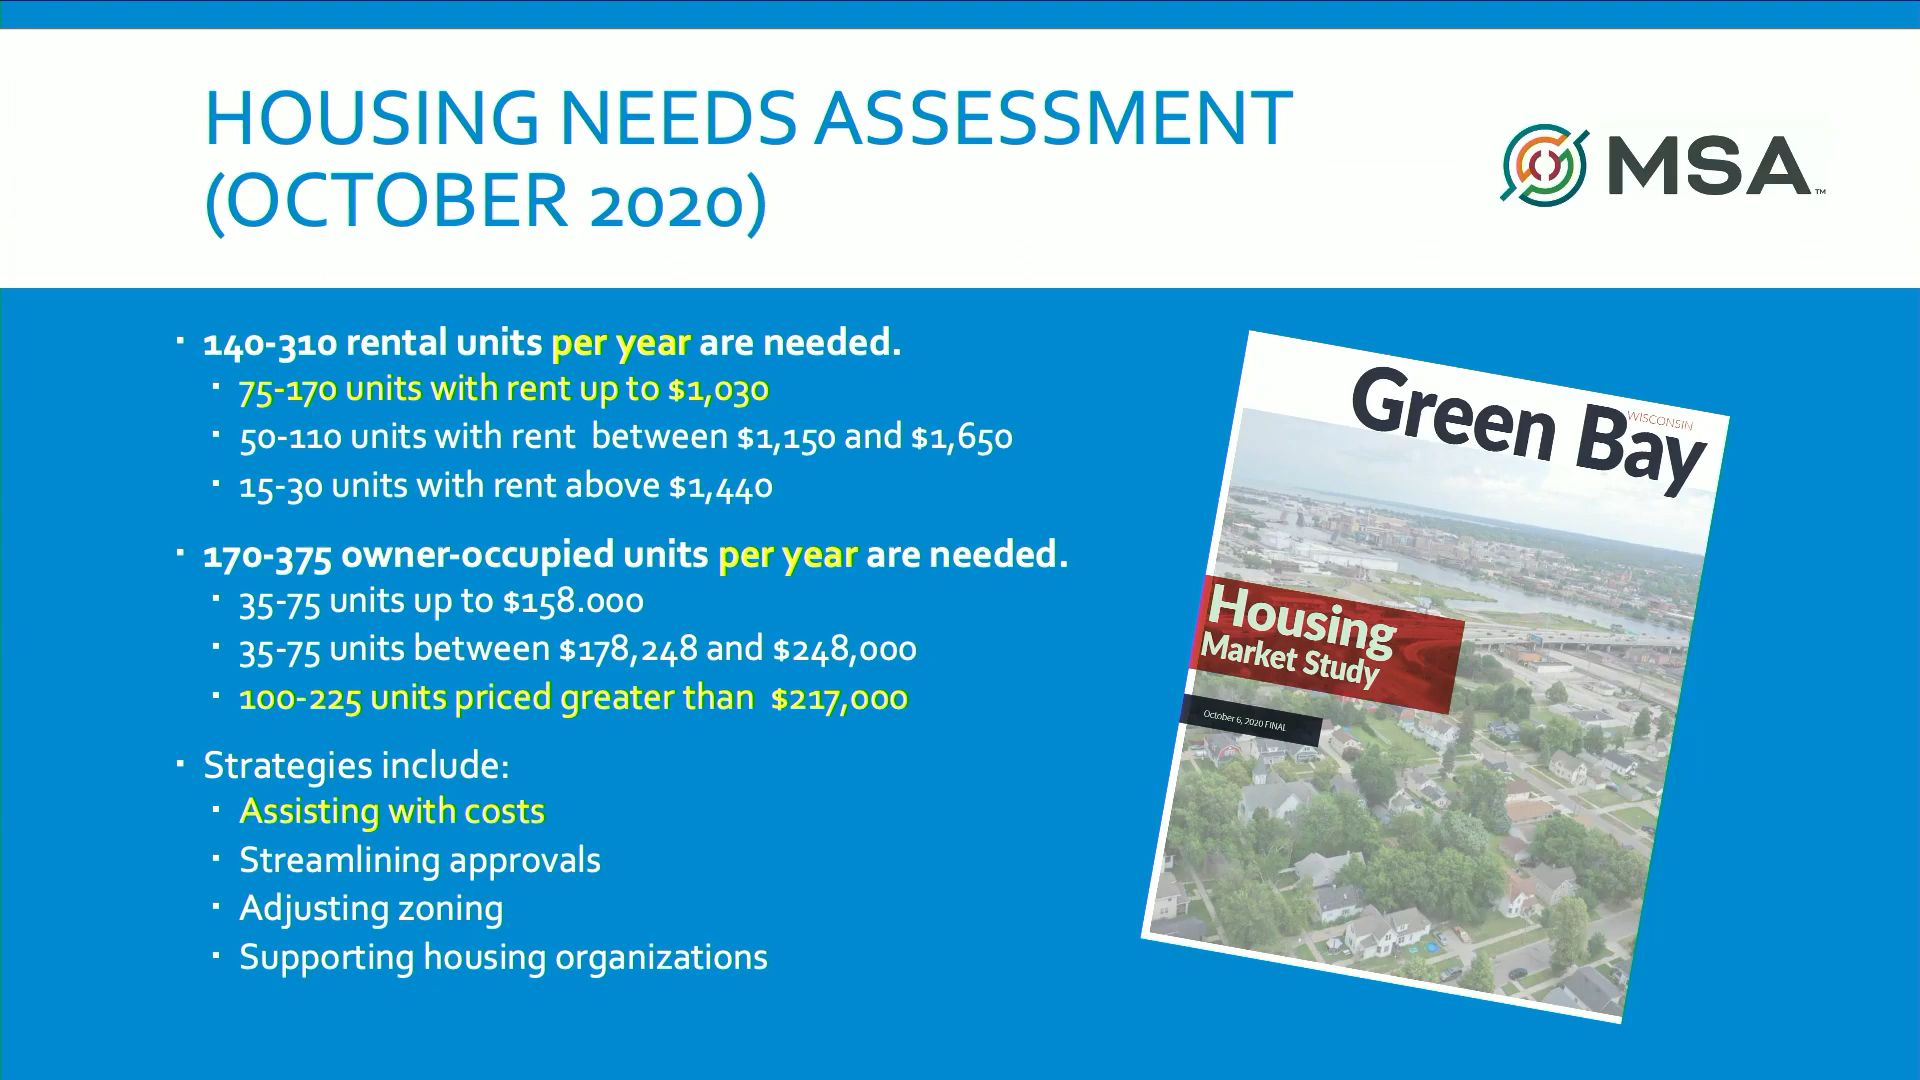 HOUSING NEEDS ASSESSMENT
(OCTOBER 2020)
MSA™
▪ 140-310 rental units per year are needed.
▪ 75-170 units with rent up to $1,030
▪ 50-110 units with rent  between $1,150 and $1,650
▪ 15-30 units with rent above $1,440
▪ 170-375 owner-occupied units per year are needed.
▪ 35-75 units up to $158.000
▪ 35-75 units between $178,248 and $248,000
▪ 100-225 units priced greater than  $217,000
▪ Strategies include:
▪ Assisting with costs
▪ Streamlining approvals
▪ Adjusting zoning
▪ Supporting housing organizations
WISCONSIN
Green Bay
Housing
Market Study
October 6, 2020 FINAL